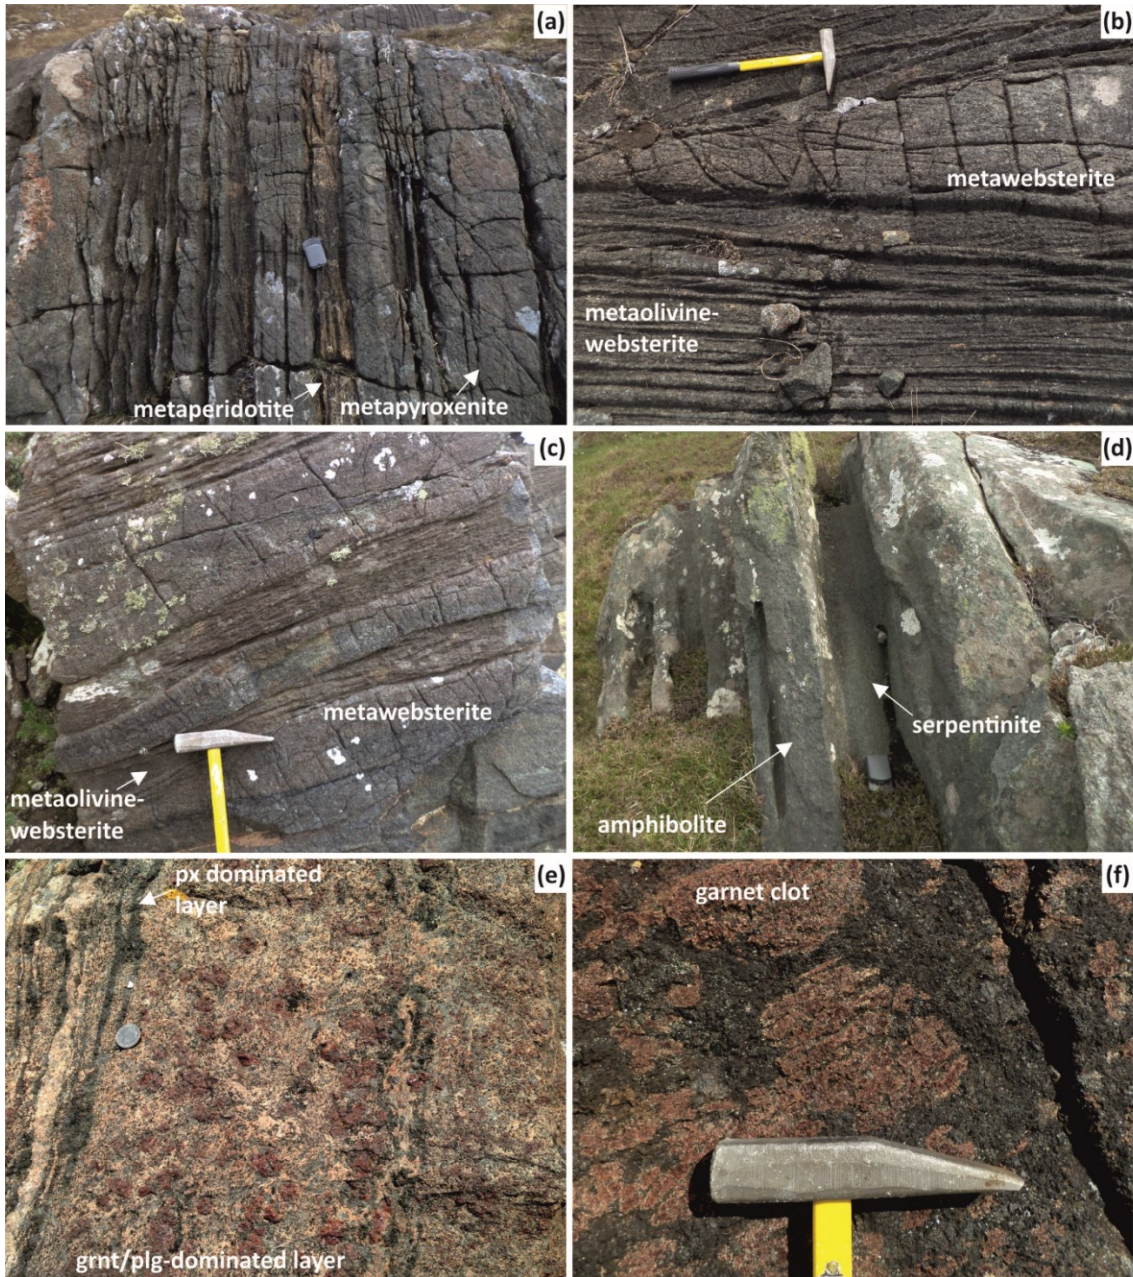 (a)
metaperidotite
metapyroxenite
(b)
metawebsterite
metaolivine-
websterite
(c)
metawebsterite
metaolivine-
websterite
(d)
serpentinite
amphibolite
(e)
px dominated
layer
grnt/plg-dominated layer
(f)
garnet clot